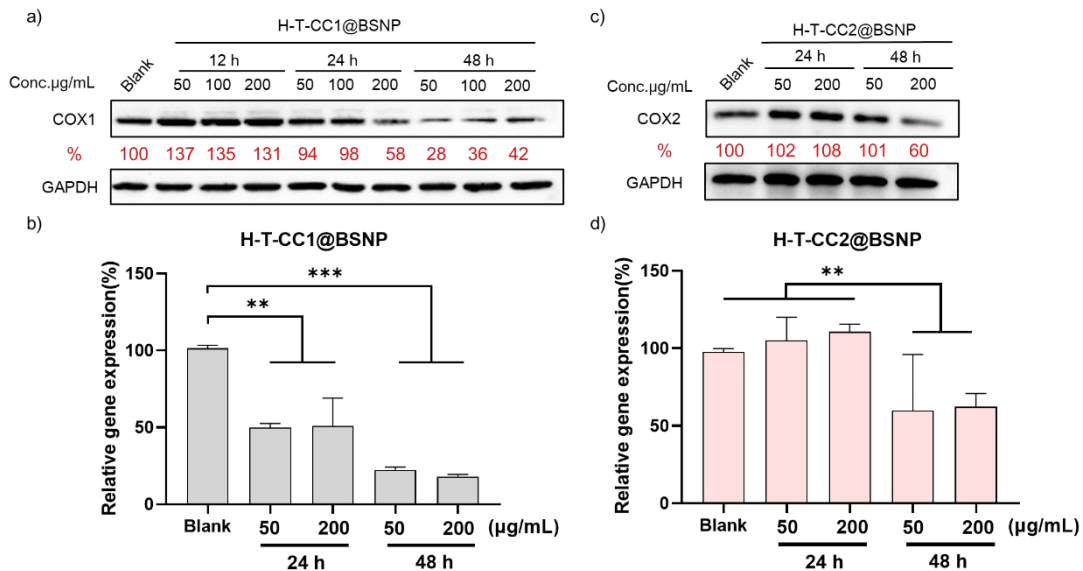 a)
H-T-CC1@BSNP
12 h 24 h 48 h
Conc.μg/mL Blank 50 100 200 50 100 200 50 100 200
COX1
% 100 137 135 131 94 98 58 28 36 42
GAPDH
c)
H-T-CC2@BSNP
24 h 48 h
Conc.μg/mL Blank 50 200 50 200
COX2
% 100 102 108 101 60
GAPDH
b)
H-T-CC1@BSNP
Relative gene expression(%)
150
100
50
0
**
***
Blank 50 200 50 200 (μg/mL)
24 h 48 h
d)
H-T-CC2@BSNP
Relative gene expression(%)
150
100
50
0
**
Blank 50 200 50 200 (μg/mL)
24 h 48 h